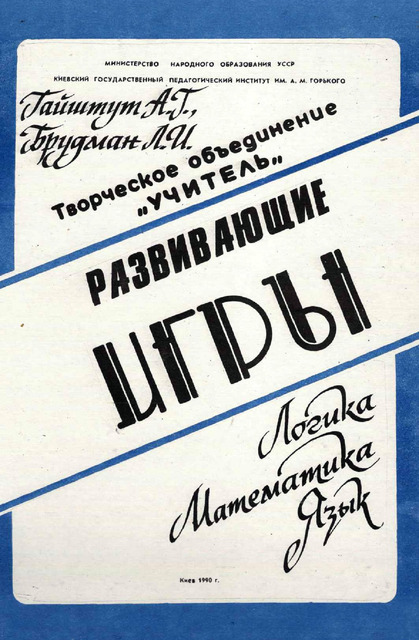 МИНИСТЕРСТВО НАРОДНОГО ОБРАЗОВАНИЯ УССР
КИЕВСКИЙ ГОСУДАРСТВЕННЫЙ ПЕДАГОГИЧЕСКИЙ ИНСТИТУТ ИМ. А. М. ГОРЬКОГО
Гайштут А.Г.,
Брудман Л.И.
Творческое объединение
„УЧИТЕЛЬ„
РАЗВИВАЮЩИЕ
ИГРЫ
Логика
Математика
Язык
Киев 1990 г.